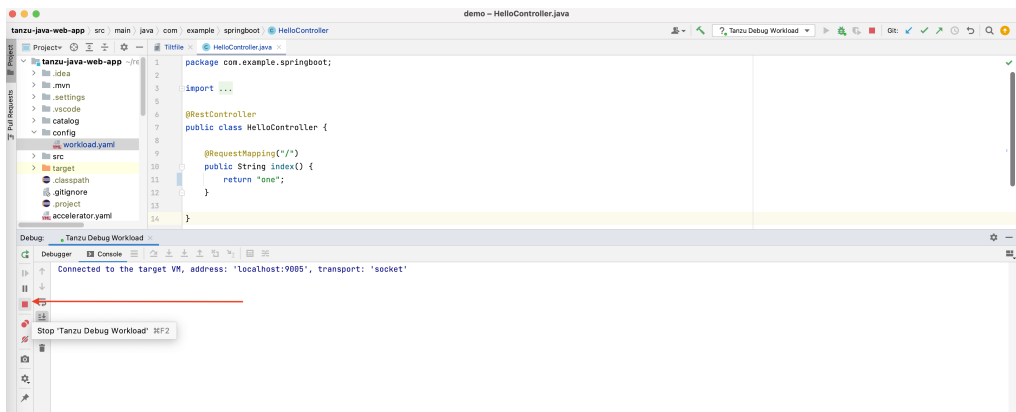 demo – HelloController.java
tanzu-java-web-app src main java com example springboot HelloController
Tanzu Debug Workload
Git:
Project
Tiltfile
HelloController.java
Project
Pull Requests
tanzu-java-web-app ~/re
.idea
.mvn
.settings
.vscode
catalog
config
workload.yaml
src
target
.classpath
.gitignore
.project
accelerator.yaml
1 package com.example.springboot;
2
3 import ...
5
6 @RestController
7 public class HelloController {
8
9 @RequestMapping("/")
10 public String index() {
11 return "one";
12 }
13
14 }
Debug: Tanzu Debug Workload
Debugger Console
Connected to the target VM, address: 'localhost:9005', transport: 'socket'
Stop 'Tanzu Debug Workload' ⌘F2